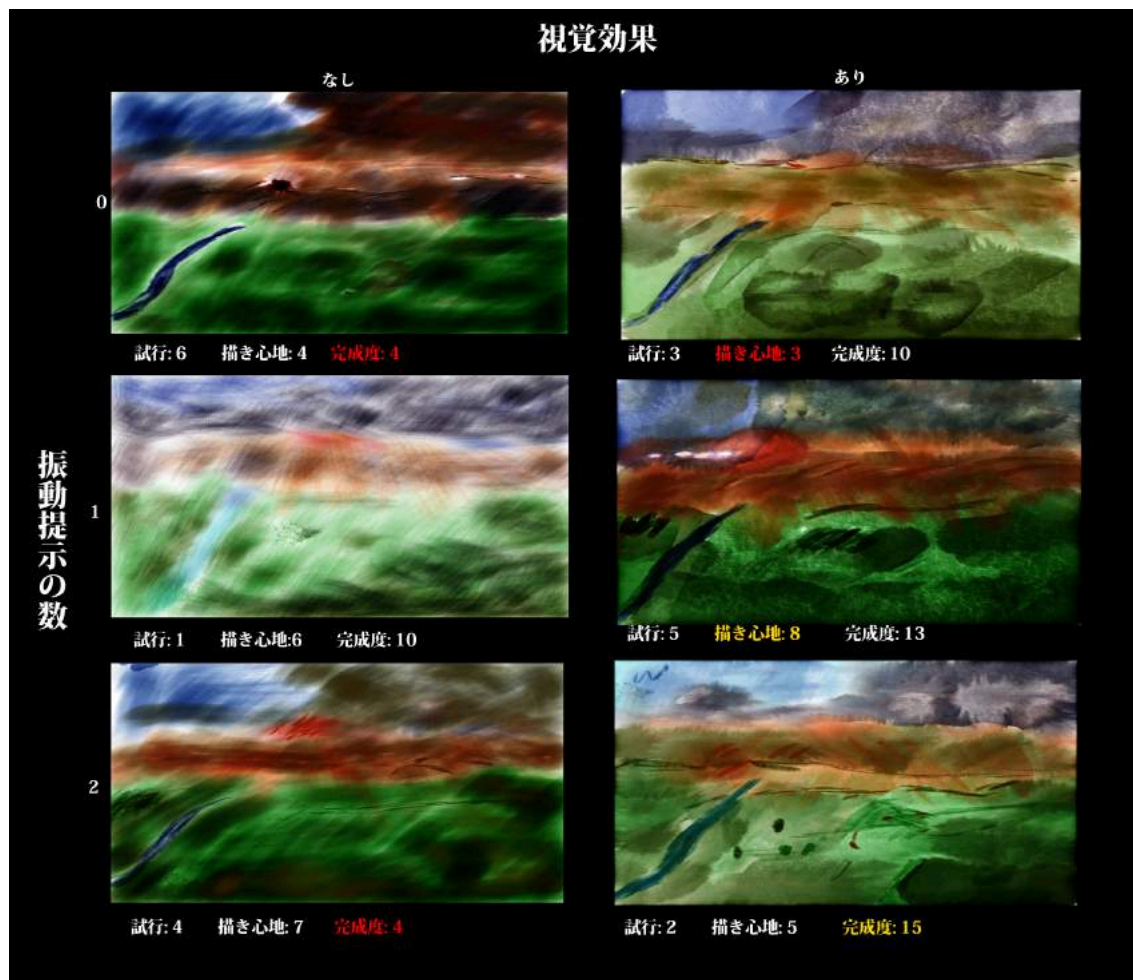 視覚効果
なし
あり
0
試行: 6 描き心地: 4 完成度: 4
試行: 3 描き心地: 3 完成度: 10
振動提示の数
1
試行: 1 描き心地:6 完成度: 10
試行: 5 描き心地: 8 完成度: 13
2
試行: 4 描き心地: 7 完成度: 4
試行: 2 描き心地: 5 完成度: 15